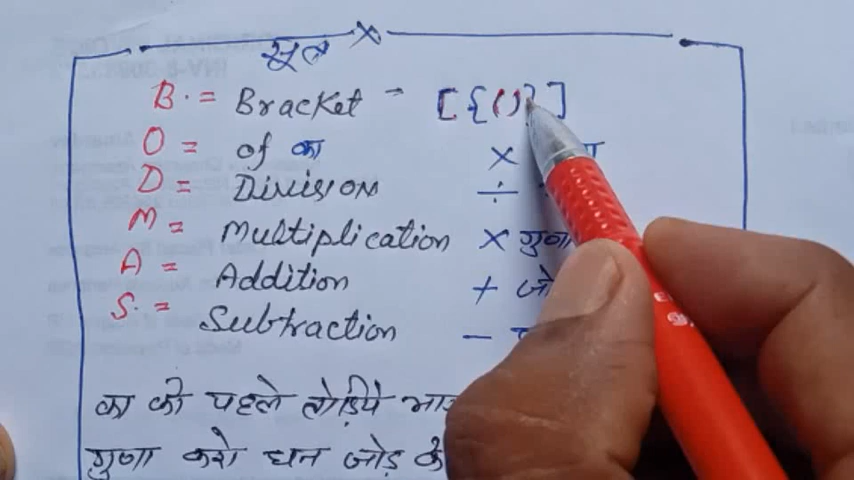 सूत्र
B. = Bracket - [{()}]
O = of का ×
D = Division ÷
M = Multiplication × गुणा
A = Addition + जो
S. = Subtraction -
का को पहले तोड़िये
गुणा करो धन जोड़ के